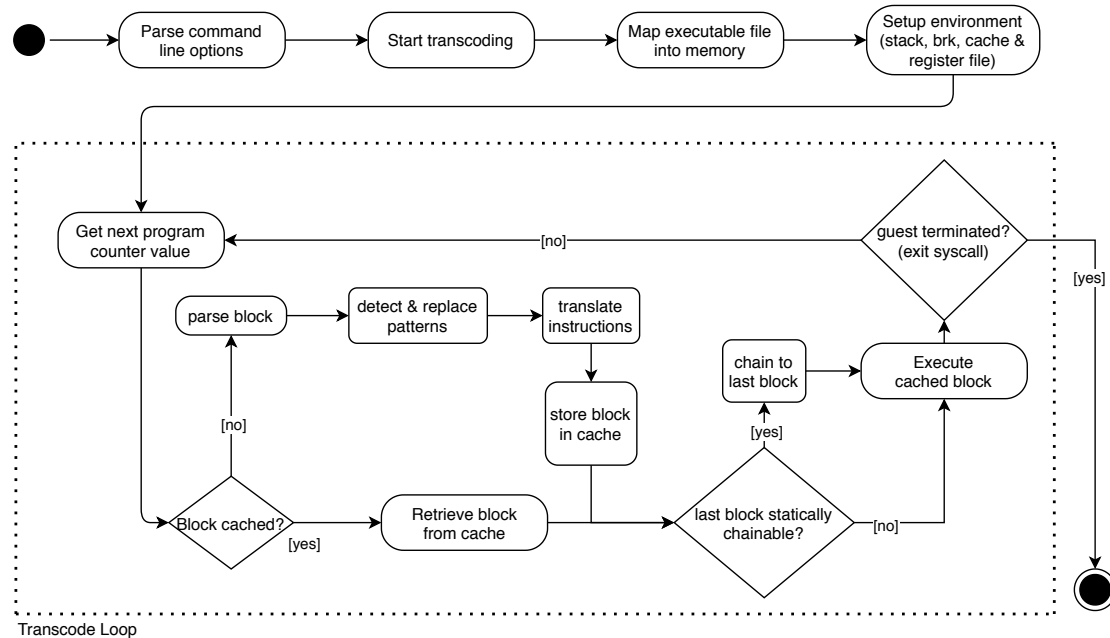 Parse command
line options
Start transcoding
Map executable file
into memory
Setup environment
(stack, brk, cache &
register file)
Get next program
counter value
[no]
guest terminated?
(exit syscall)
[yes]
parse block
detect & replace
patterns
translate
instructions
chain to
last block
Execute
cached block
store block
in cache
[no]
[yes]
Block cached?
[yes]
Retrieve block
from cache
last block statically
chainable?
[no]
Transcode Loop